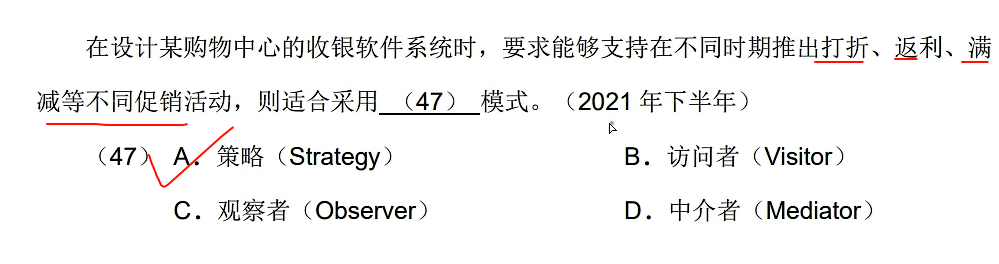 在设计某购物中心的收银软件系统时，要求能够支持在不同时期推出打折、返利、满
减等不同促销活动，则适合采用 （47） 模式。（2021 年下半年）
（47） A．策略（Strategy） B．访问者（Visitor）
C．观察者（Observer） D．中介者（Mediator）